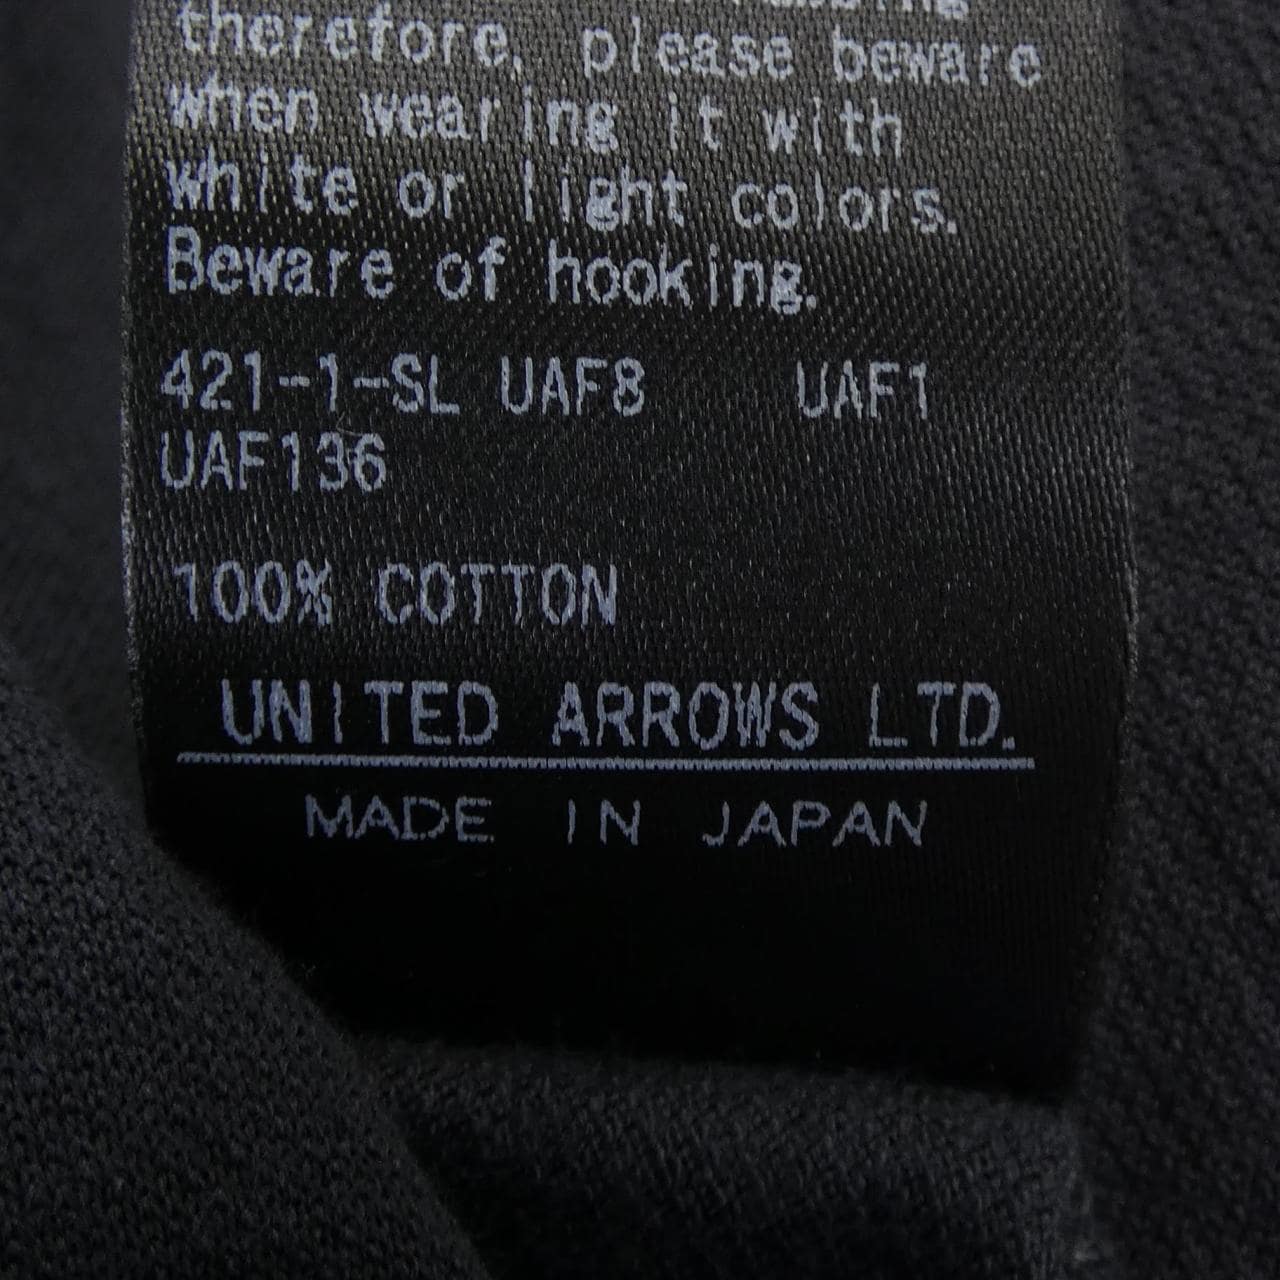 therefore, please beware
when wearing it with
white or light colors.
Beware of hooking.
421-1-SL UAF8 UAF1
UAF136
100% COTTON
UNITED ARROWS LTD.
MADE IN JAPAN